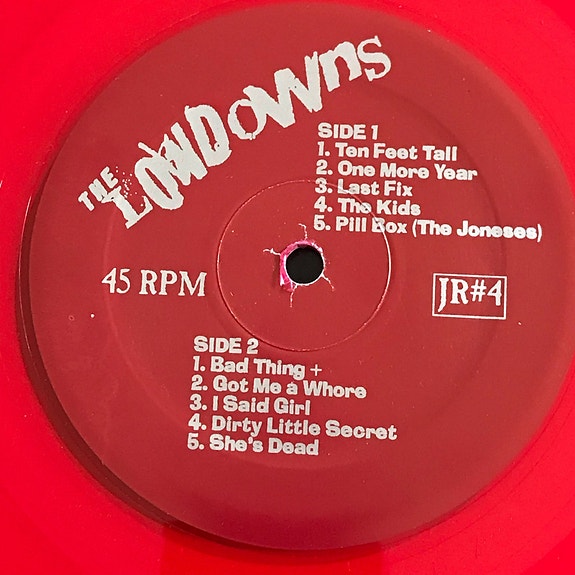 THE LOWDOWNS
SIDE 1
1. Ten Feet Tall
2. One More Year
3. Last Fix
4. The Kids
5. Pill Box (The Joneses)
45 RPM
JR#4
SIDE 2
1. Bad Thing +
2. Got Me a Whore
3. I Said Girl
4. Dirty Little Secret
5. She's Dead